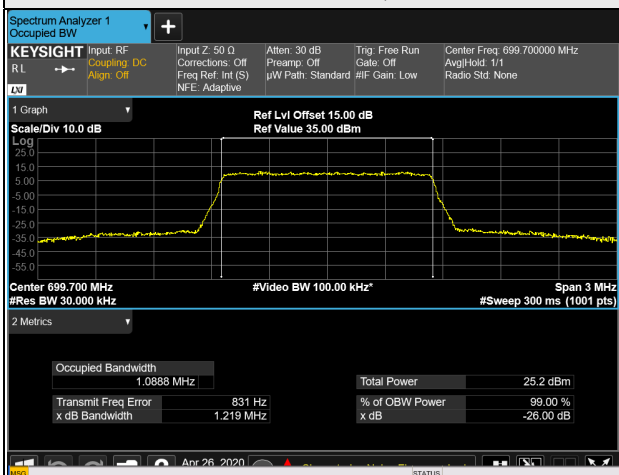 Spectrum Analyzer 1
Occupied BW
KEYSIGHT
R L
LXI
Input: RF
Coupling: DC
Align: Off
Input Z: 50 Ω
Corrections: Off
Freq Ref: Int (S)
NFE: Adaptive
Atten: 30 dB
Preamp: Off
µW Path: Standard
Trig: Free Run
Gate: Off
#IF Gain: Low
Center Freq: 699.700000 MHz
Avg|Hold: 1/1
Radio Std: None
1 Graph
Scale/Div 10.0 dB
Ref Lvl Offset 15.00 dB
Ref Value 35.00 dBm
Log
25.0
15.0
5.00
-5.00
-15.0
-25.0
-35.0
-45.0
-55.0
Center 699.700 MHz
#Res BW 30.000 kHz
#Video BW 100.00 kHz*
Span 3 MHz
#Sweep 300 ms (1001 pts)
2 Metrics
Occupied Bandwidth
1.0888 MHz
Total Power 25.2 dBm
Transmit Freq Error 831 Hz
% of OBW Power 99.00 %
x dB Bandwidth 1.219 MHz
x dB -26.00 dB
Apr 26, 2020
MSG
STATUS